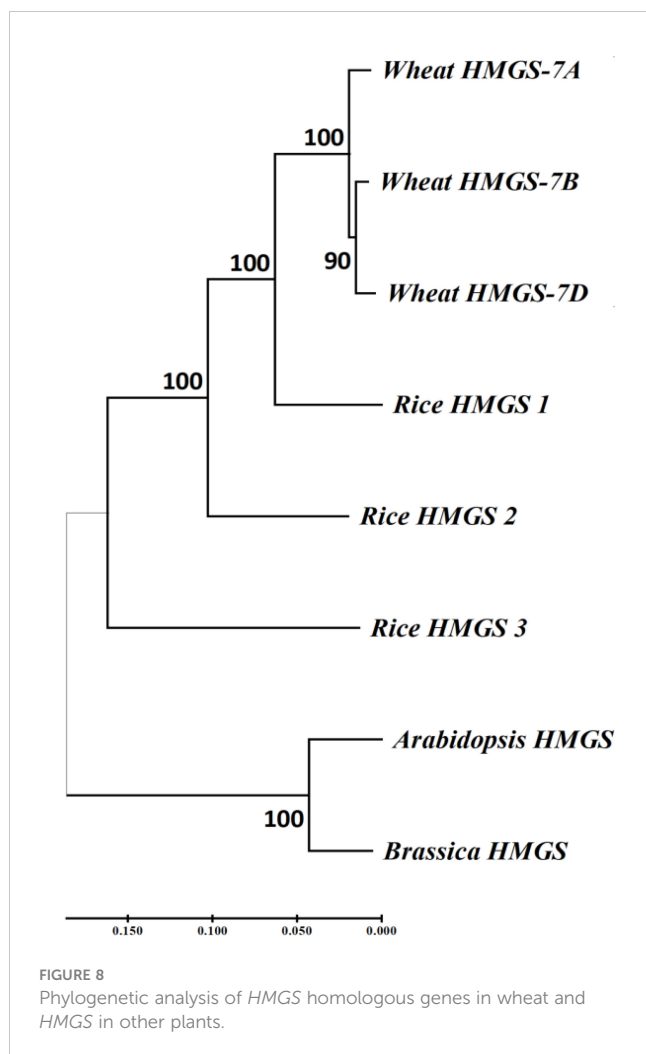 Wheat HMGS-7A
100
Wheat HMGS-7B
100
90
Wheat HMGS-7D
100
Rice HMGS 1
Rice HMGS 2
Rice HMGS 3
Arabidopsis HMGS
100
Brassica HMGS
0.150 0.100 0.050 0.000
FIGURE 8
Phylogenetic analysis of HMGS homologous genes in wheat and
HMGS in other plants.